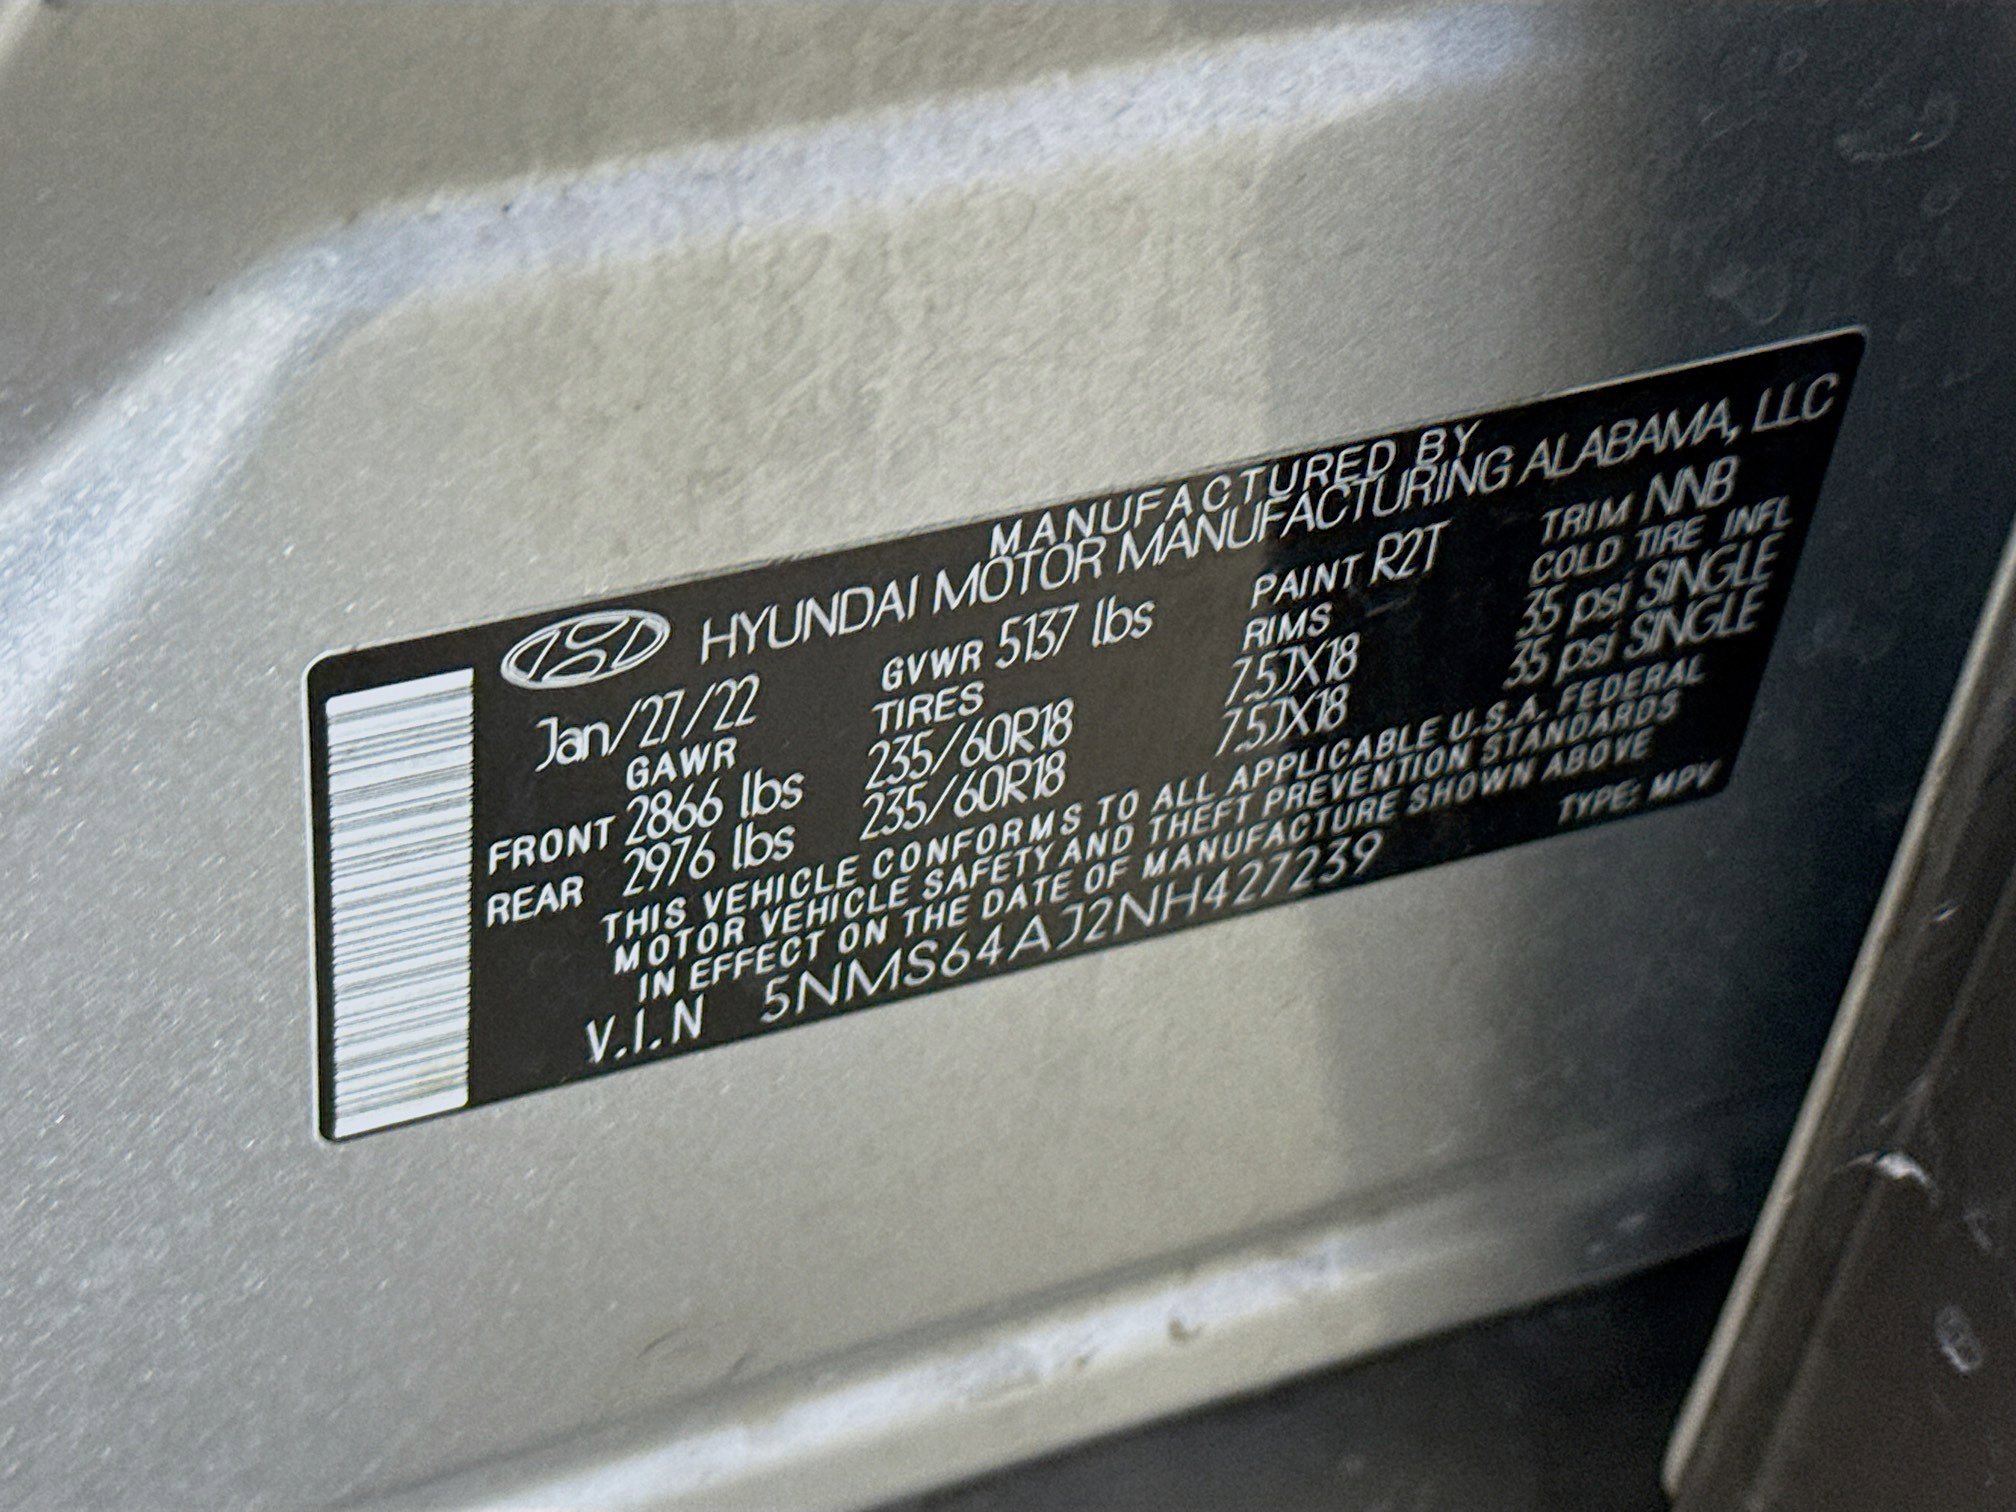 MANUFACTURED BY
HYUNDAI MOTOR MANUFACTURING ALABAMA, LLC
Jan/27/22 GVWR 5137 lbs PAINT R2T TRIM NNB
GAWR TIRES RIMS COLD TIRE INFL
FRONT 2866 lbs 235/60R18 7.5JX18 35 psi SINGLE
REAR 2976 lbs 235/60R18 7.5JX18 35 psi SINGLE
THIS VEHICLE CONFORMS TO ALL APPLICABLE U.S.A. FEDERAL
MOTOR VEHICLE SAFETY AND THEFT PREVENTION STANDARDS
IN EFFECT ON THE DATE OF MANUFACTURE SHOWN ABOVE
V.I.N 5NMS64AJ2NH427239 TYPE: MPV